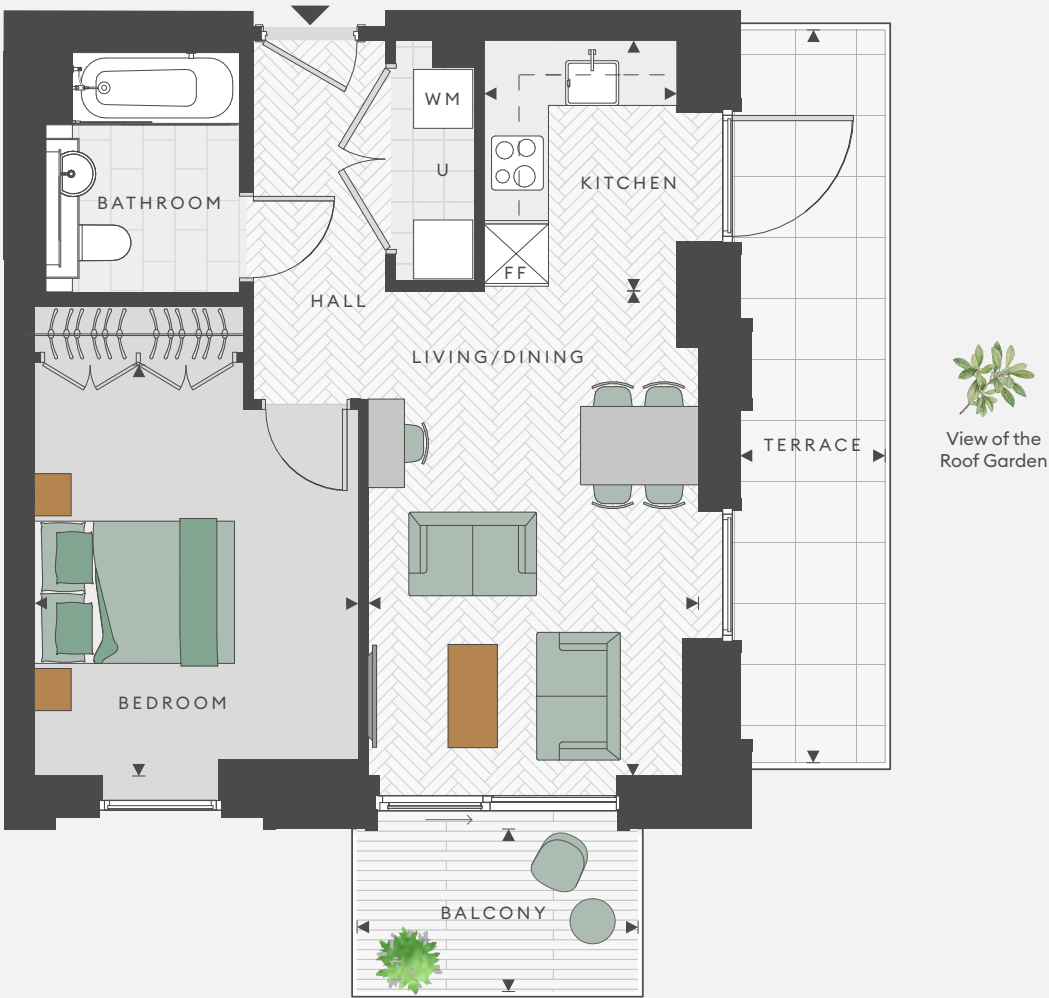 WM
U
KITCHEN
BATHROOM
FF
HALL
LIVING/DINING
TERRACE
View of the
Roof Garden
BEDROOM
BALCONY